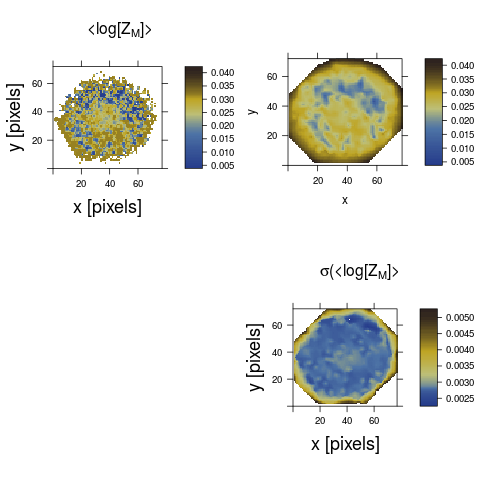 <log[Z_M]>
0.040
0.035
0.030
0.025
0.020
0.015
0.010
0.005
60
40
20
20 40 60
y [pixels]
x [pixels]
0.040
0.035
0.030
0.025
0.020
0.015
0.010
0.005
60
40
20
20 40 60
y
x
σ(<log[Z_M]>
0.0050
0.0045
0.0040
0.0035
0.0030
0.0025
60
40
20
20 40 60
y [pixels]
x [pixels]